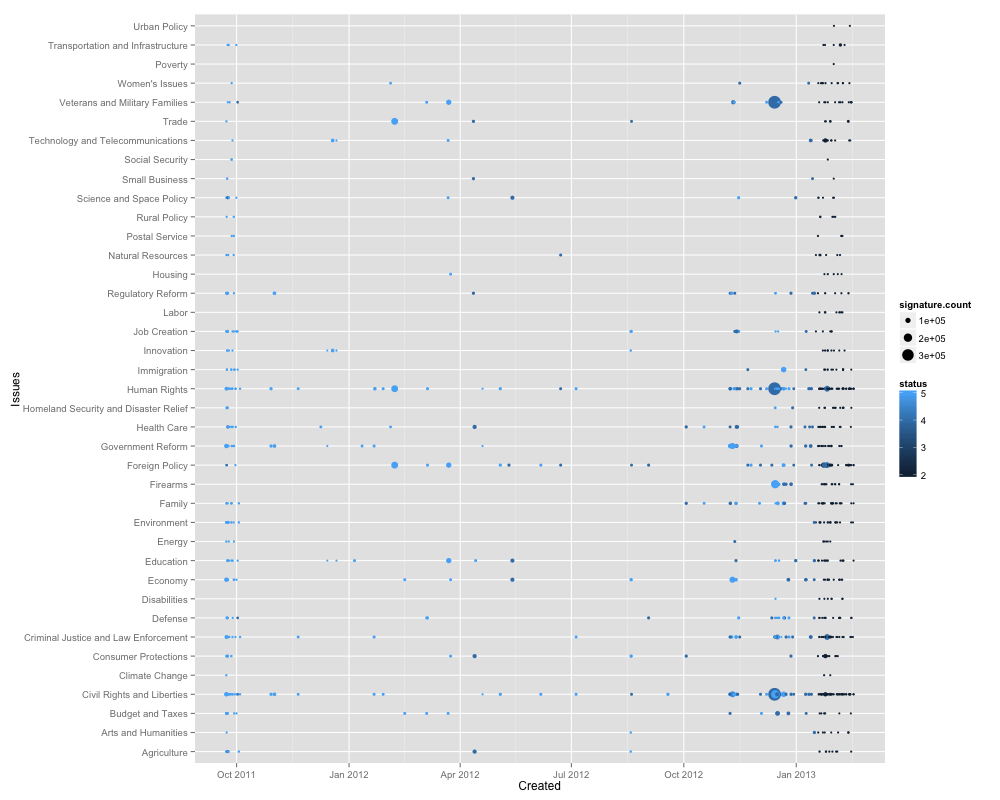 Urban Policy
Transportation and Infrastructure
Poverty
Women's Issues
Veterans and Military Families
Trade
Technology and Telecommunications
Social Security
Small Business
Science and Space Policy
Rural Policy
Postal Service
Natural Resources
Housing
Regulatory Reform
Labor
Job Creation
Innovation
Immigration
Human Rights
Homeland Security and Disaster Relief
Health Care
Government Reform
Foreign Policy
Firearms
Family
Environment
Energy
Education
Economy
Disabilities
Defense
Criminal Justice and Law Enforcement
Consumer Protections
Climate Change
Civil Rights and Liberties
Budget and Taxes
Arts and Humanities
Agriculture
Issues
Oct 2011 Jan 2012 Apr 2012 Jul 2012 Oct 2012 Jan 2013
Created
signature.count
1e+05
2e+05
3e+05
status
5
4
3
2